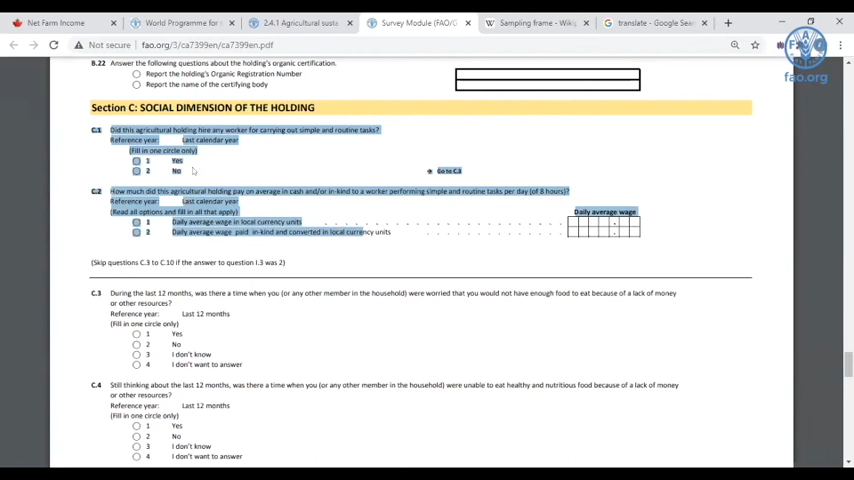 Net Farm Income
World Programme for
2.4.1 Agricultural susta
Survey Module (FAO/G
Sampling frame - Wikip
translate - Google Sear
Not secure | fao.org/3/ca7399en/ca7399en.pdf
fao.org
B.22 Answer the following questions about the holding's organic certification.
Report the holding's Organic Registration Number
Report the name of the certifying body
Section C: SOCIAL DIMENSION OF THE HOLDING
C.1 Did this agricultural holding hire any worker for carrying out simple and routine tasks?
Reference year: Last calendar year
(Fill in one circle only)
1 Yes
2 No Go to C.3
C.2 How much did this agricultural holding pay on average in cash and/or in-kind to a worker performing simple and routine tasks per day (of 8 hours)?
Reference year: Last calendar year
(Read all options and fill in all that apply) Daily average wage
1 Daily average wage in local currency units
2 Daily average wage paid in-kind and converted in local currency units
(Skip questions C.3 to C.10 if the answer to question I.3 was 2)
C.3 During the last 12 months, was there a time when you (or any other member in the household) were worried that you would not have enough food to eat because of a lack of money
or other resources?
Reference year: Last 12 months
(Fill in one circle only)
1 Yes
2 No
3 I don't know
4 I don't want to answer
C.4 Still thinking about the last 12 months, was there a time when you (or any other member in the household) were unable to eat healthy and nutritious food because of a lack of money
or other resources?
Reference year: Last 12 months
(Fill in one circle only)
1 Yes
2 No
3 I don't know
4 I don't want to answer